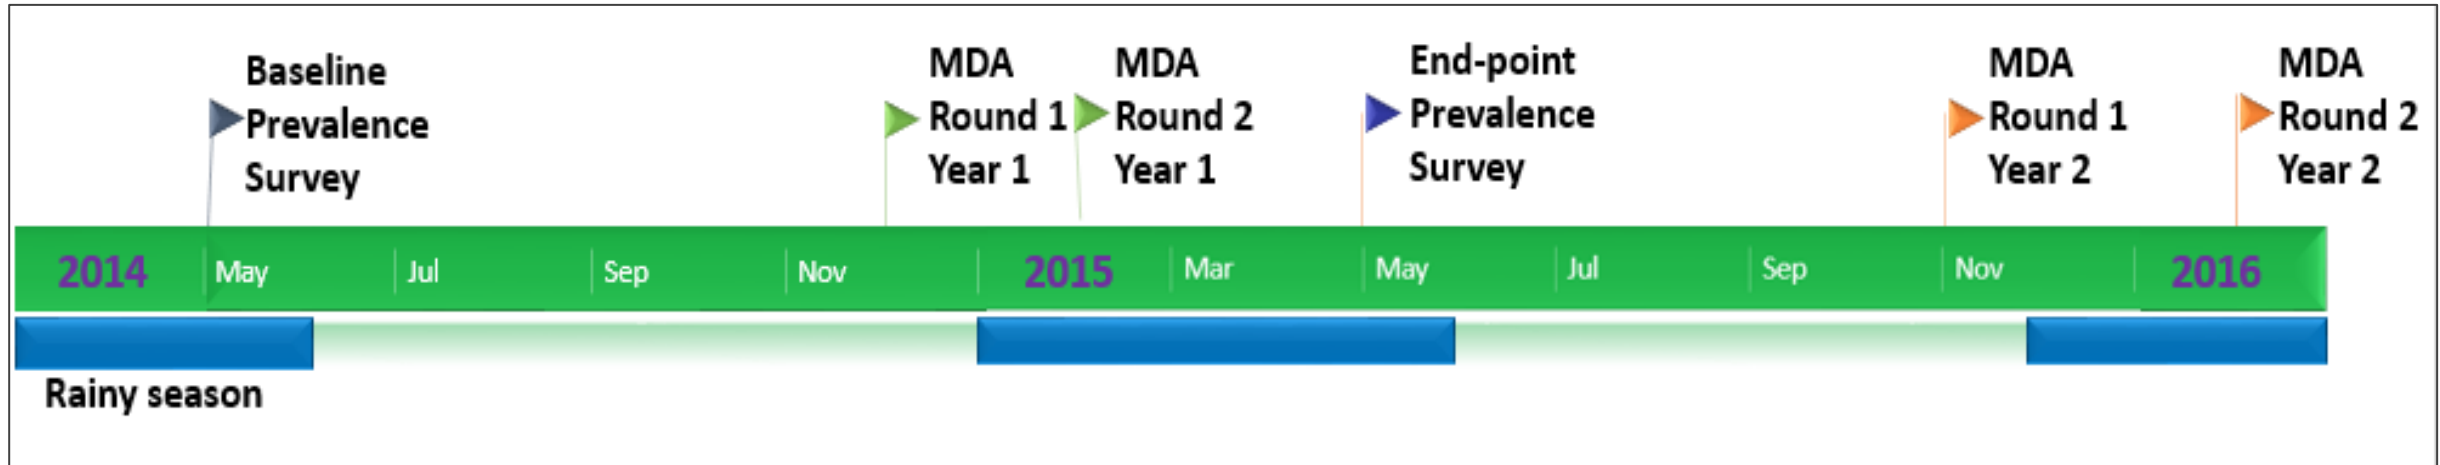 Baseline
Prevalence
Survey
MDA
Round 1
Year 1
MDA
Round 2
Year 1
End-point
Prevalence
Survey
MDA
Round 1
Year 2
MDA
Round 2
Year 2
2014 May Jul Sep Nov 2015 Mar May Jul Sep Nov 2016
Rainy season